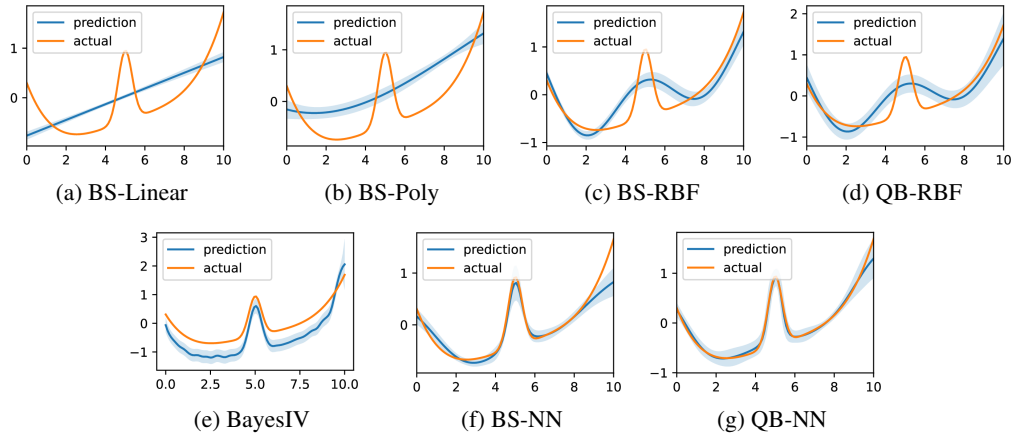 prediction
actual
1
0
0 2 4 6 8 10
(a) BS-Linear
prediction
actual
1
0
0 2 4 6 8 10
(b) BS-Poly
prediction
actual
1
0
−1
0 2 4 6 8 10
(c) BS-RBF
prediction
actual
2
1
0
−1
0 2 4 6 8 10
(d) QB-RBF
prediction
actual
3
2
1
0
−1
0.0 2.5 5.0 7.5 10.0
(e) BayesIV
prediction
actual
1
0
0 2 4 6 8 10
(f) BS-NN
prediction
actual
1
0
−1
0 2 4 6 8 10
(g) QB-NN